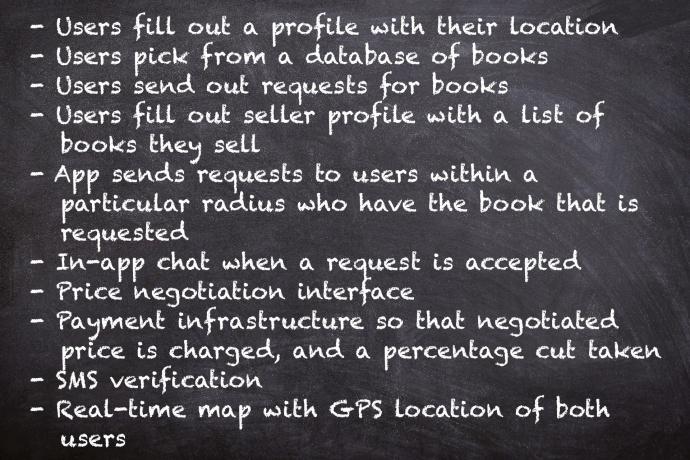 - Users fill out a profile with their location
- Users pick from a database of books
- Users send out requests for books
- Users fill out seller profile with a list of
books they sell
- App sends requests to users within a
particular radius who have the book that is
requested
- In-app chat when a request is accepted
- Price negotiation interface
- Payment infrastructure so that negotiated
price is charged, and a percentage cut taken
- SMS verification
- Real-time map with GPS location of both
users